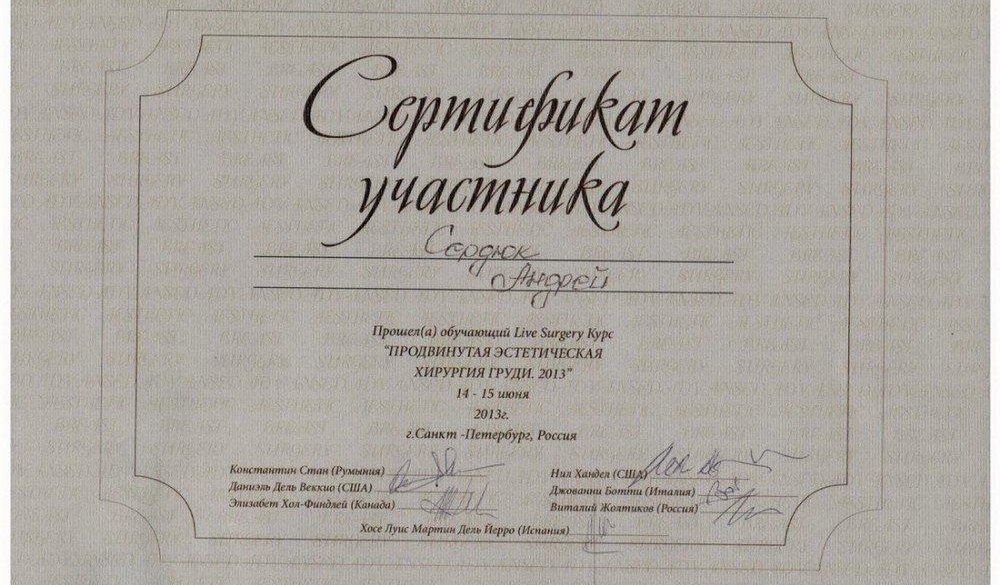 Сертификат
участника
Сердюк
Андрей
Прошел(а) обучающий Live Surgery Курс
“ПРОДВИНУТАЯ ЭСТЕТИЧЕСКАЯ
ХИРУРГИЯ ГРУДИ. 2013”
14 - 15 июня
2013г.
г.Санкт -Петербург, Россия
Константин Стан (Румыния)
Даниэль Дель Веккио (США)
Элизабет Хол-Финдлей (Канада)
Нил Хандел (США)
Джованни Ботти (Италия)
Виталий Жолтиков (Россия)
Хосе Луис Мартин Дель Йерро (Испания)